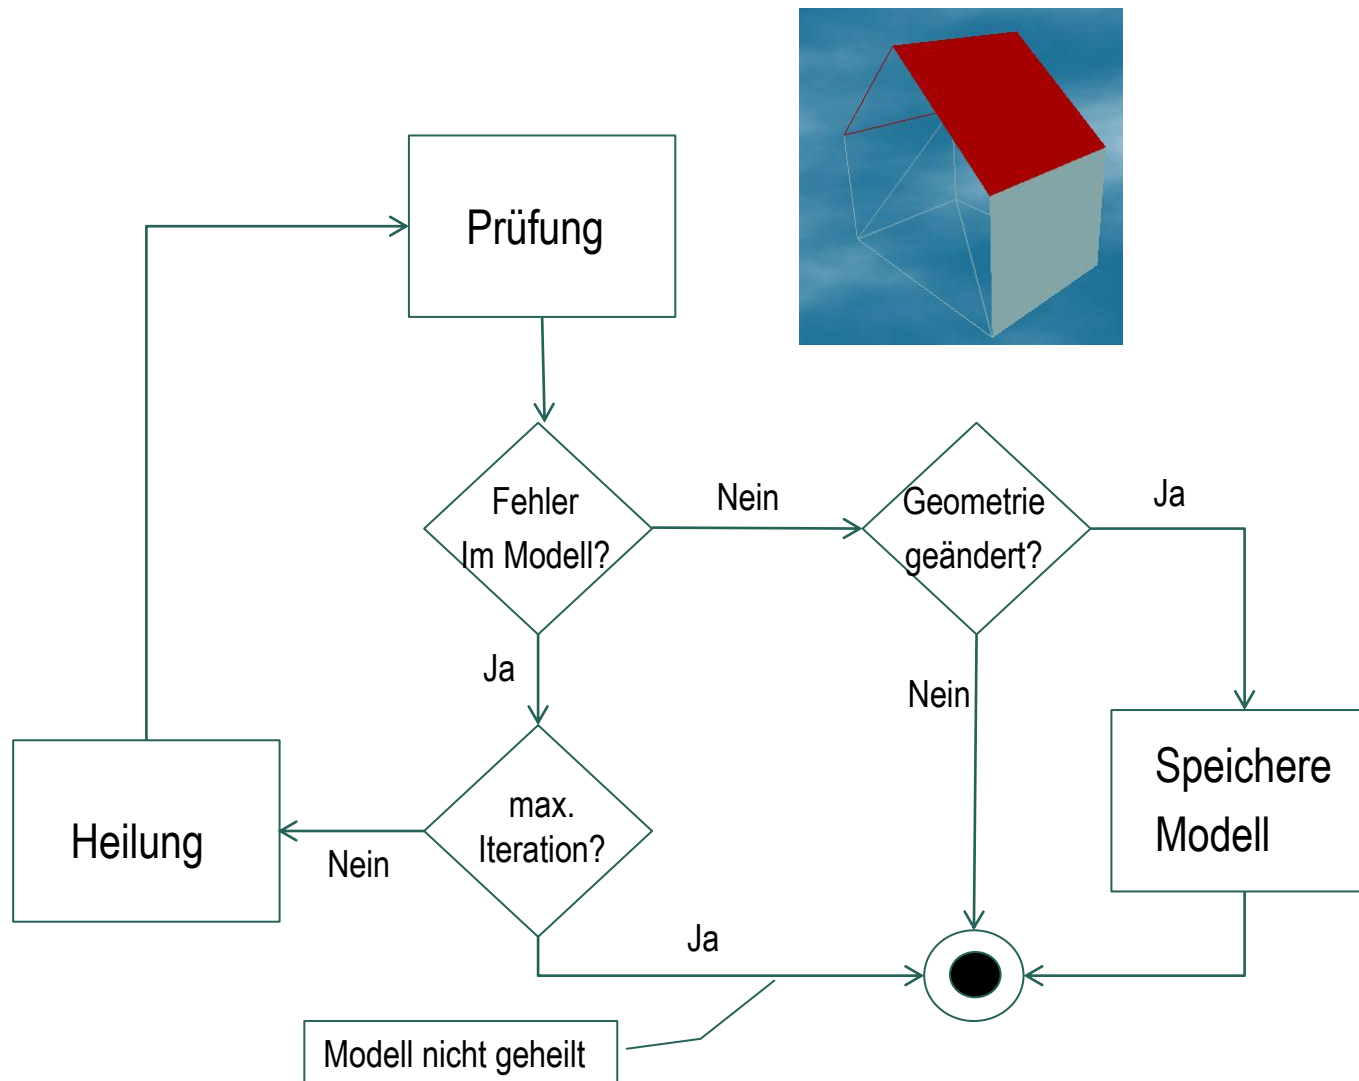 Prüfung
Fehler
Im Modell?
Nein
Geometrie
geändert?
Ja
Ja
Nein
Speichere
Modell
max.
Iteration?
Nein
Heilung
Ja
Modell nicht geheilt